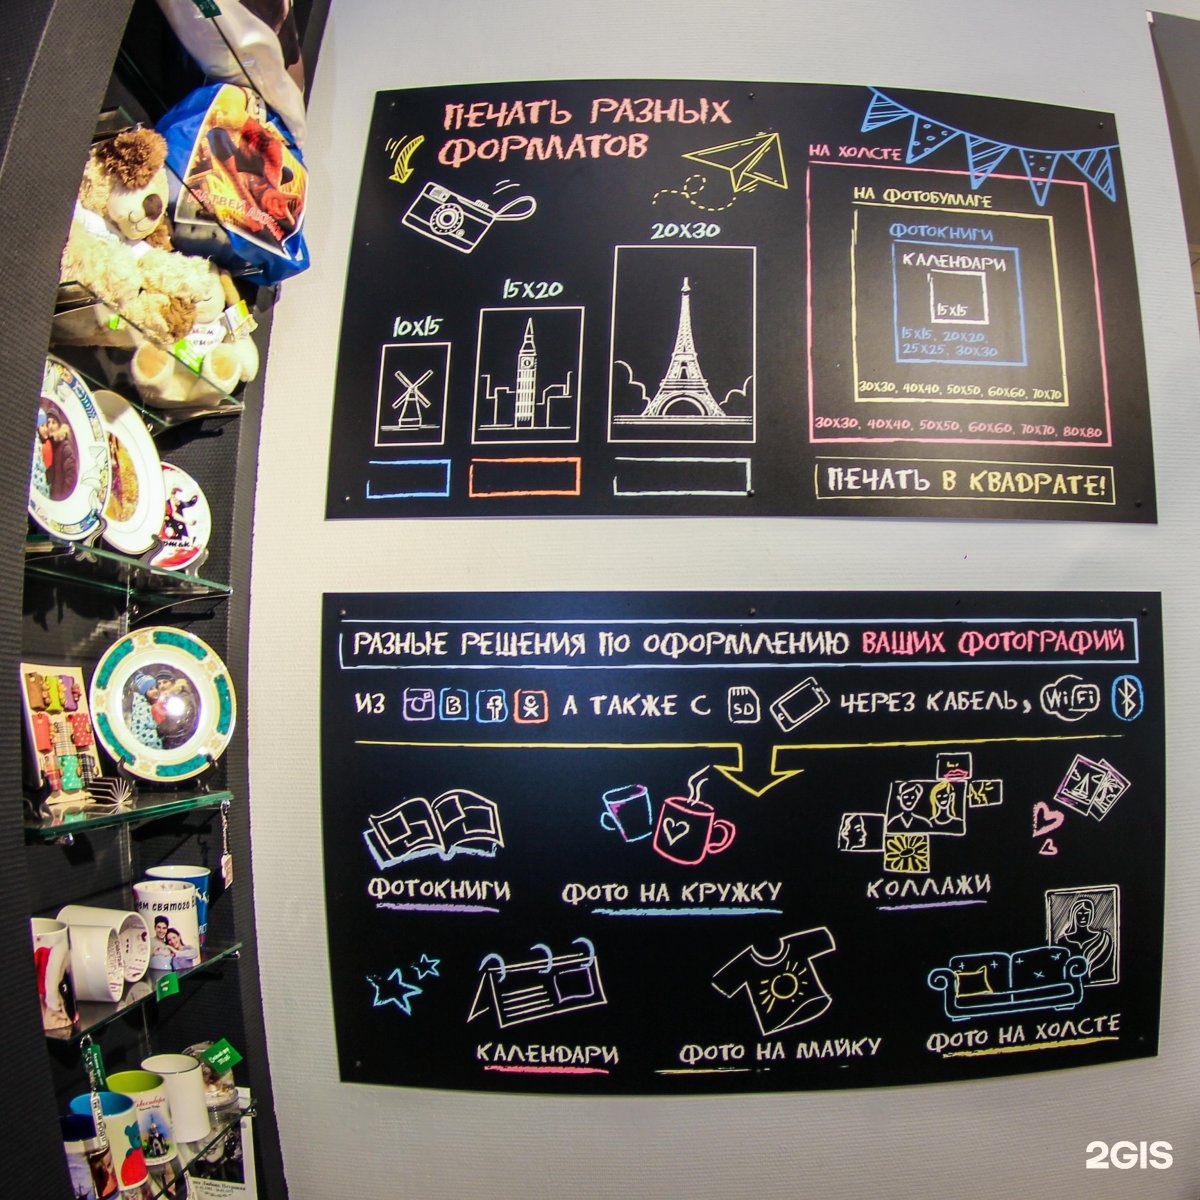 ПЕЧАТЬ РАЗНЫХ
ФОРМАТОВ
10X15
15X20
20X30
НА ХОЛСТЕ
НА ФОТОБУМАГЕ
ФОТОКНИГИ
КАЛЕНДАРИ
15X15
15X15, 20X20,
25X25, 30X30
30X30, 40X40, 50X50, 60X60, 70X70
30X30, 40X40, 50X50, 60X60, 70X70, 80X80
ПЕЧАТЬ В КВАДРАТЕ!
РАЗНЫЕ РЕШЕНИЯ ПО ОФОРМЛЕНИЮ ВАШИХ ФОТОГРАФИЙ
ИЗ В f А ТАКЖЕ С SD ЧЕРЕЗ КАБЕЛЬ, WiFi
ФОТОКНИГИ
ФОТО НА КРУЖКУ
КОЛЛАЖИ
КАЛЕНДАРИ
ФОТО НА МАЙКУ
ФОТО НА ХОЛСТЕ
МАТВЕЙ
СВЯТОГО
2GIS